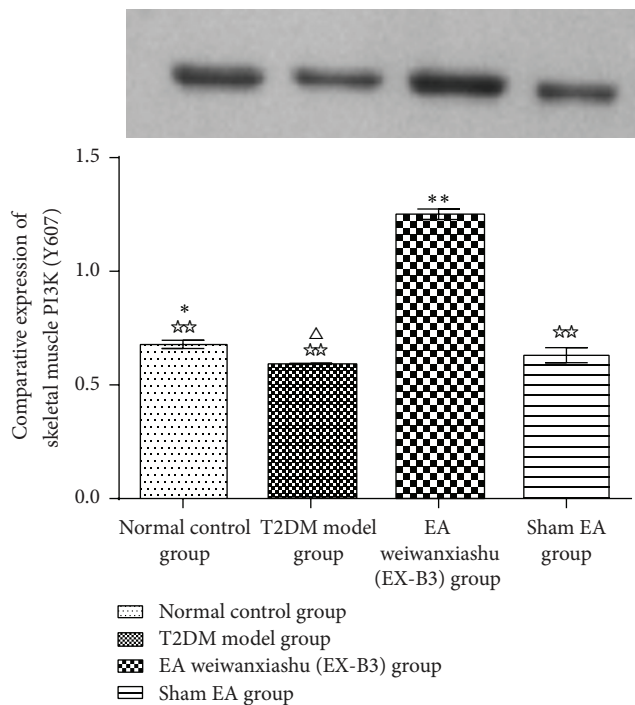 Comparative expression of
skeletal muscle PI3K (Y607)
1.5
1.0
0.5
0.0
*
☆☆
△
☆☆
**
☆☆
Normal control
group
T2DM model
group
EA
weiwanxiashu
(EX-B3) group
Sham EA
group
Normal control group
T2DM model group
EA weiwanxiashu (EX-B3) group
Sham EA group